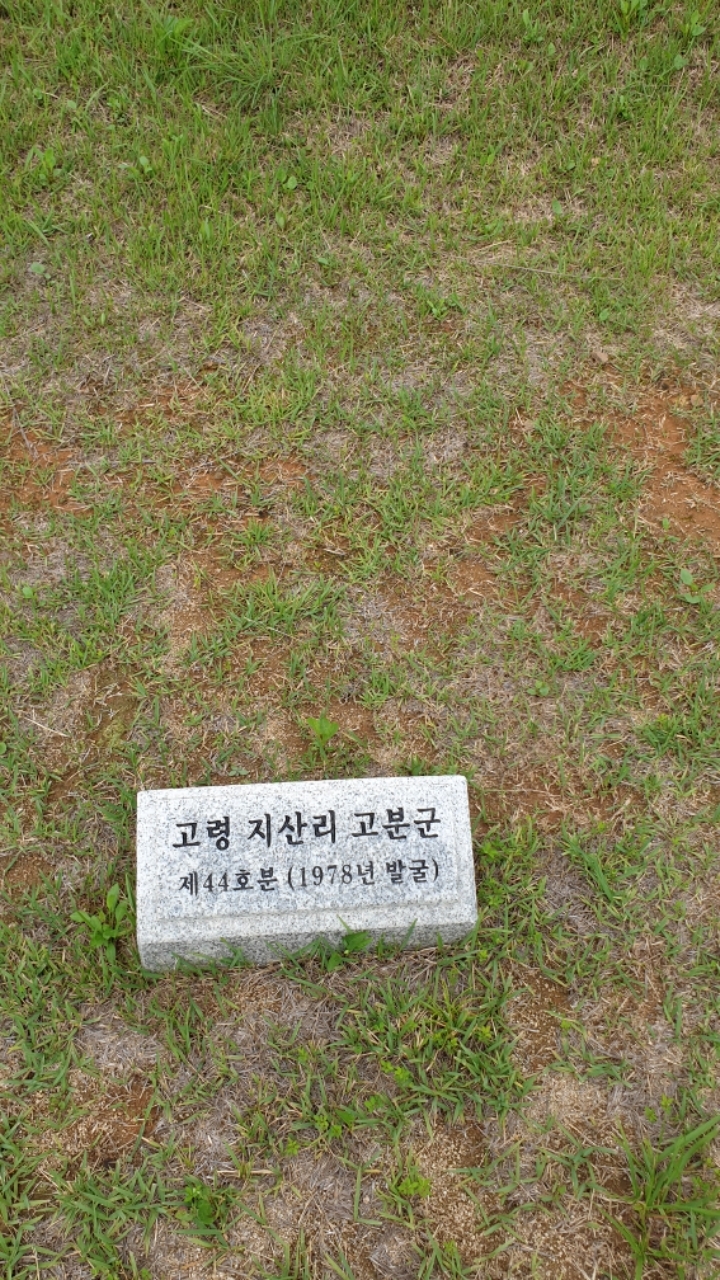 고령 지산리 고분군
제44호분 (1978년 발굴)